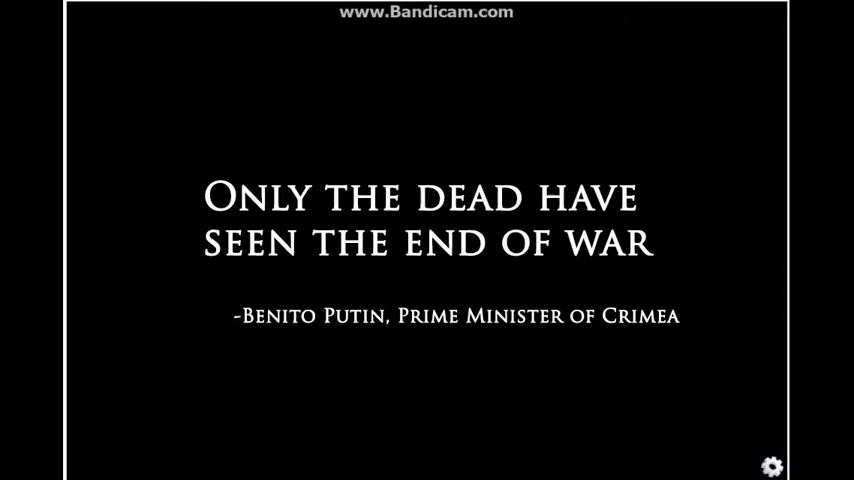 www.Bandicam.com
Only the dead have
seen the end of war
-Benito Putin, Prime Minister of Crimea